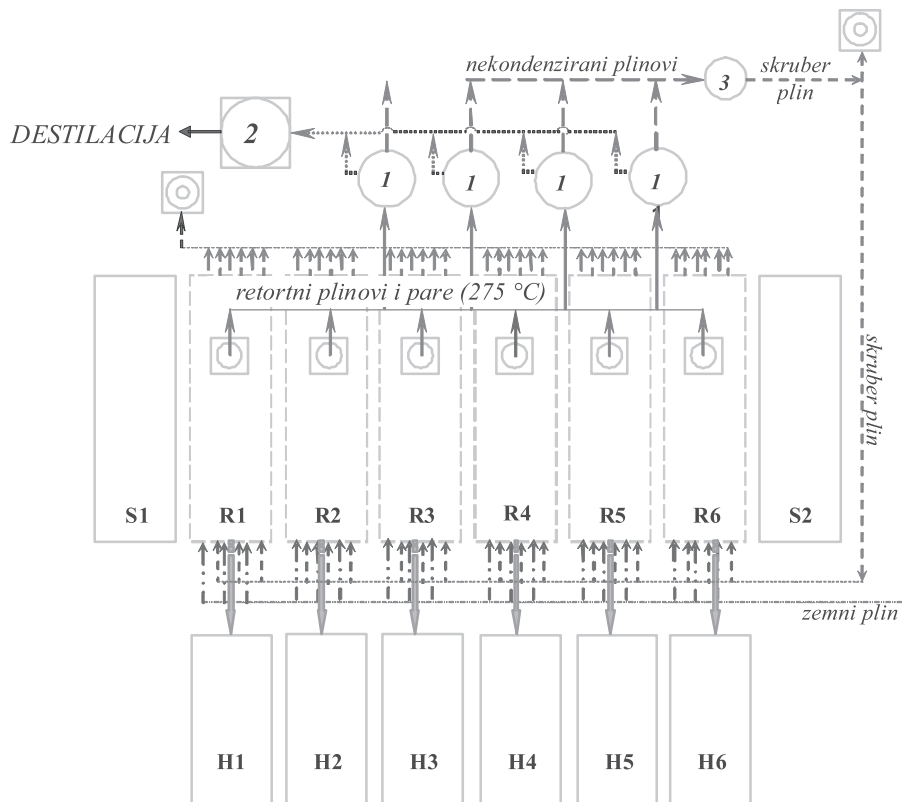 nekondenzirani plinovi
3
skruber
plin
DESTILACIJA
2
1
1
1
1
retortni plinovi i pare (275 °C)
skruber plin
S1
R1
R2
R3
R4
R5
R6
S2
zemni plin
H1
H2
H3
H4
H5
H6